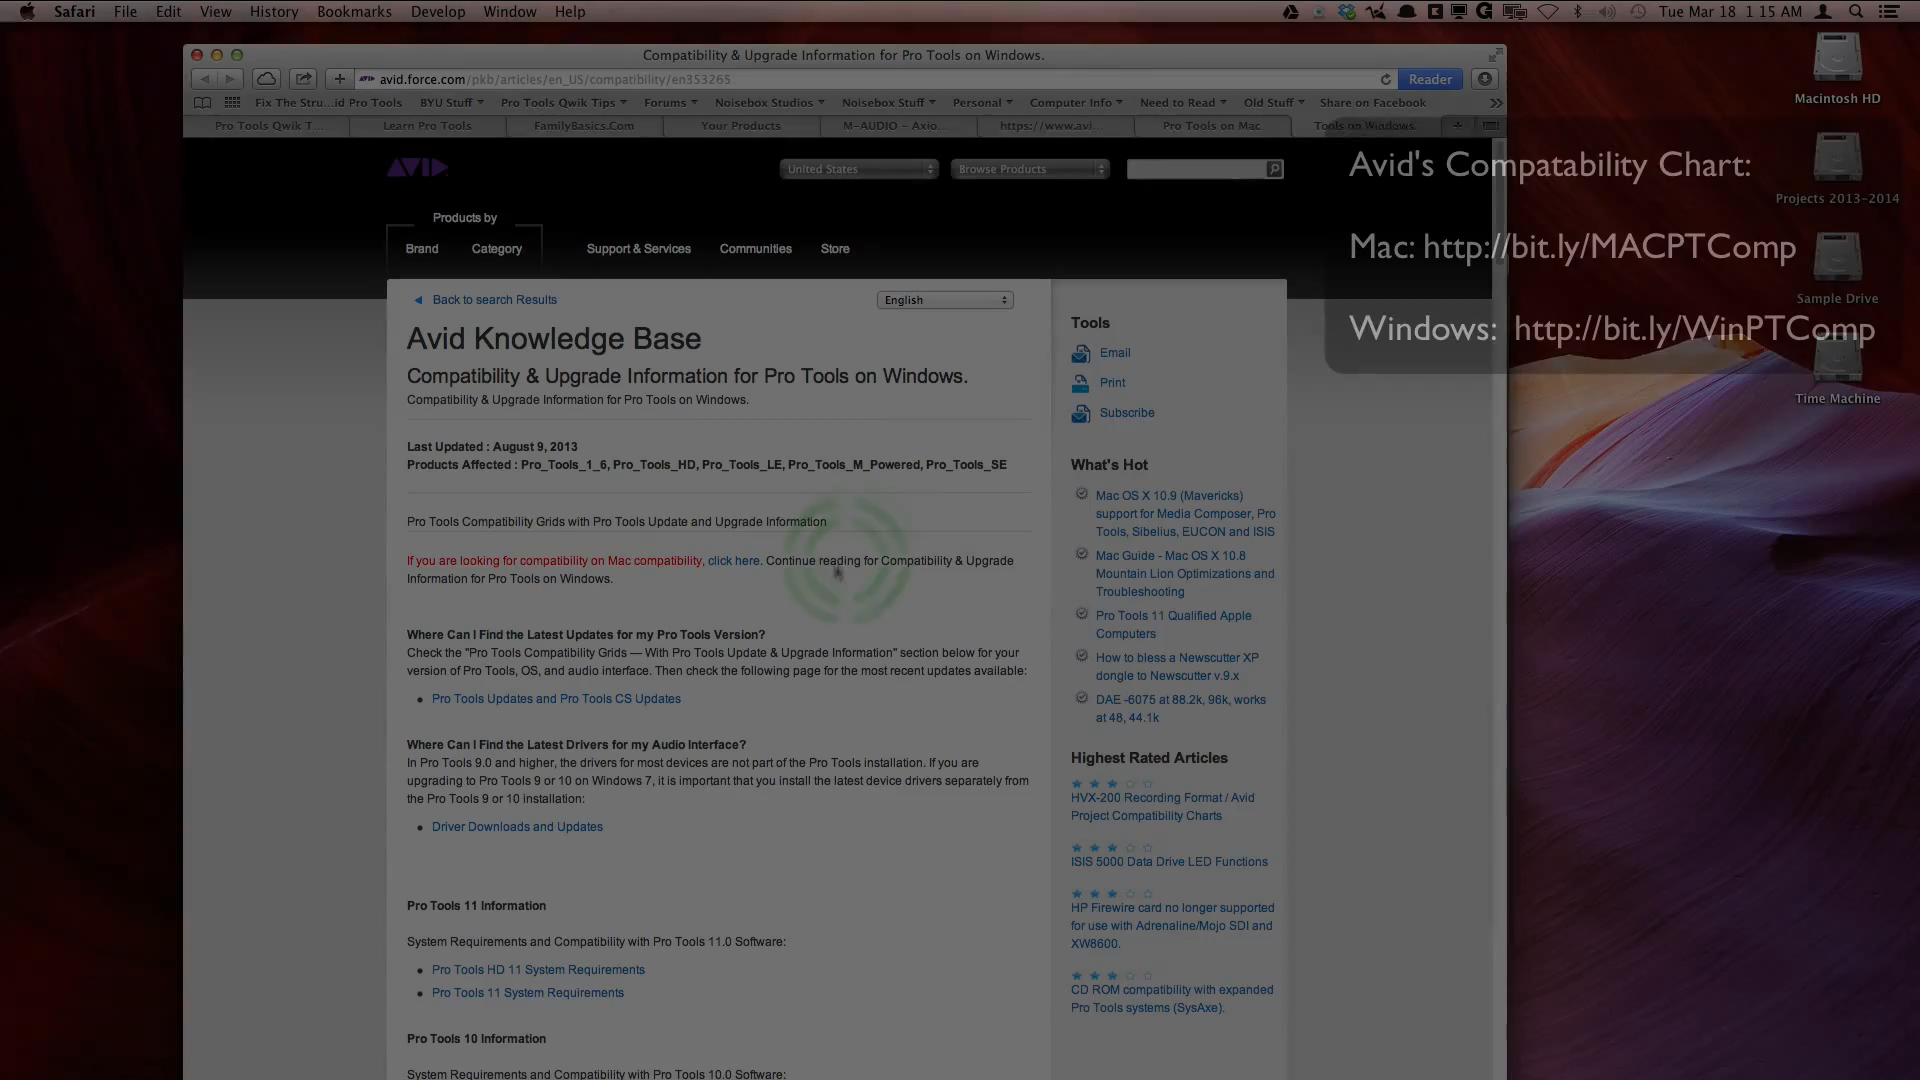 Safari File Edit View History Bookmarks Develop Window Help
Tue Mar 18 1 15 AM
Compatibility & Upgrade Information for Pro Tools on Windows.
avid.force.com/pkb/articles/en_US/compatibility/en353265
Reader
Fix The Stru...id Pro Tools BYU Stuff Pro Tools Qwik Tips Forums Noisebox Studios Noisebox Stuff Personal Computer Info Need to Read Old Stuff Share on Facebook
Pro Tools Qwik T... Learn Pro Tools FamilyBasics.Com Your Products M-AUDIO - Axio... https://www.avi... Pro Tools on Mac Tools on Windows.
Macintosh HD
Projects 2013-2014
Sample Drive
Time Machine
Avid's Compatability Chart:
Mac: http://bit.ly/MACPTComp
Windows: http://bit.ly/WinPTComp
AVID
United States
Browse Products
Products by
Brand Category Support & Services Communities Store
Back to search Results
English
Avid Knowledge Base
Compatibility & Upgrade Information for Pro Tools on Windows.
Compatibility & Upgrade Information for Pro Tools on Windows.
Last Updated : August 9, 2013
Products Affected : Pro_Tools_1_6, Pro_Tools_HD, Pro_Tools_LE, Pro_Tools_M_Powered, Pro_Tools_SE
Pro Tools Compatibility Grids with Pro Tools Update and Upgrade Information
If you are looking for compatibility on Mac compatibility, click here. Continue reading for Compatibility & Upgrade
Information for Pro Tools on Windows.
Where Can I Find the Latest Updates for my Pro Tools Version?
Check the "Pro Tools Compatibility Grids — With Pro Tools Update & Upgrade Information" section below for your
version of Pro Tools, OS, and audio interface. Then check the following page for the most recent updates available:
Pro Tools Updates and Pro Tools CS Updates
Where Can I Find the Latest Drivers for my Audio Interface?
In Pro Tools 9.0 and higher, the drivers for most devices are not part of the Pro Tools installation. If you are
upgrading to Pro Tools 9 or 10 on Windows 7, it is important that you install the latest device drivers separately from
the Pro Tools 9 or 10 installation:
Driver Downloads and Updates
Pro Tools 11 Information
System Requirements and Compatibility with Pro Tools 11.0 Software:
Pro Tools HD 11 System Requirements
Pro Tools 11 System Requirements
Pro Tools 10 Information
System Requirements and Compatibility with Pro Tools 10.0 Software:
Tools
Email
Print
Subscribe
What's Hot
Mac OS X 10.9 (Mavericks)
support for Media Composer, Pro
Tools, Sibelius, EUCON and ISIS
Mac Guide - Mac OS X 10.8
Mountain Lion Optimizations and
Troubleshooting
Pro Tools 11 Qualified Apple
Computers
How to bless a Newscutter XP
dongle to Newscutter v.9.x
DAE -6075 at 88.2k, 96k, works
at 48, 44.1k
Highest Rated Articles
HVX-200 Recording Format / Avid
Project Compatibility Charts
ISIS 5000 Data Drive LED Functions
HP Firewire card no longer supported
for use with Adrenaline/Mojo SDI and
XW8600.
CD ROM compatibility with expanded
Pro Tools systems (SysAxe).